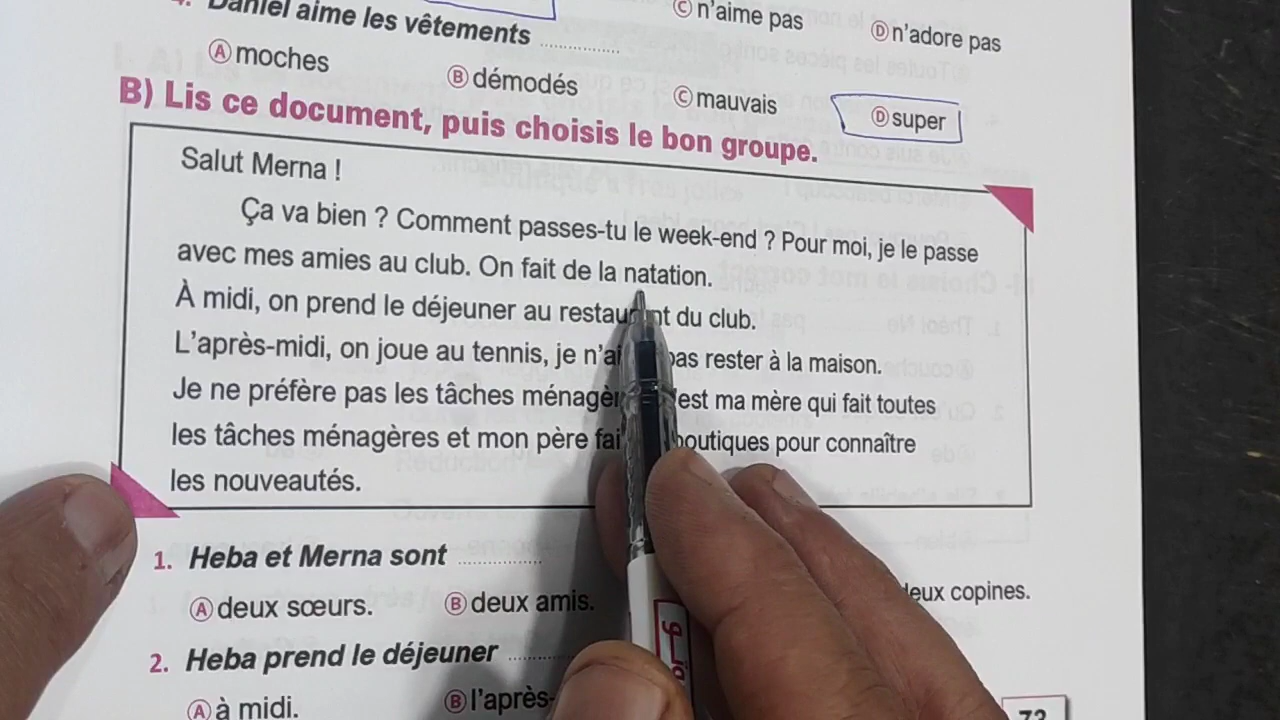 4. Daniel aime les vêtements ................
Ⓒ n'aime pas
Ⓓ n'adore pas
Ⓐ moches
Ⓑ démodés
Ⓒ mauvais
Ⓓ super
B) Lis ce document, puis choisis le bon groupe.
Salut Merna !
Ça va bien ? Comment passes-tu le week-end ? Pour moi, je le passe
avec mes amies au club. On fait de la natation.
À midi, on prend le déjeuner au restaurant du club.
L'après-midi, on joue au tennis, je n'ai pas rester à la maison.
Je ne préfère pas les tâches ménagèr est ma mère qui fait toutes
les tâches ménagères et mon père fai boutiques pour connaître
les nouveautés.
1. Heba et Merna sont ................
Ⓐ deux sœurs.
Ⓑ deux amis.
deux copines.
2. Heba prend le déjeuner ................
Ⓐ à midi.
Ⓑ l'après-
73